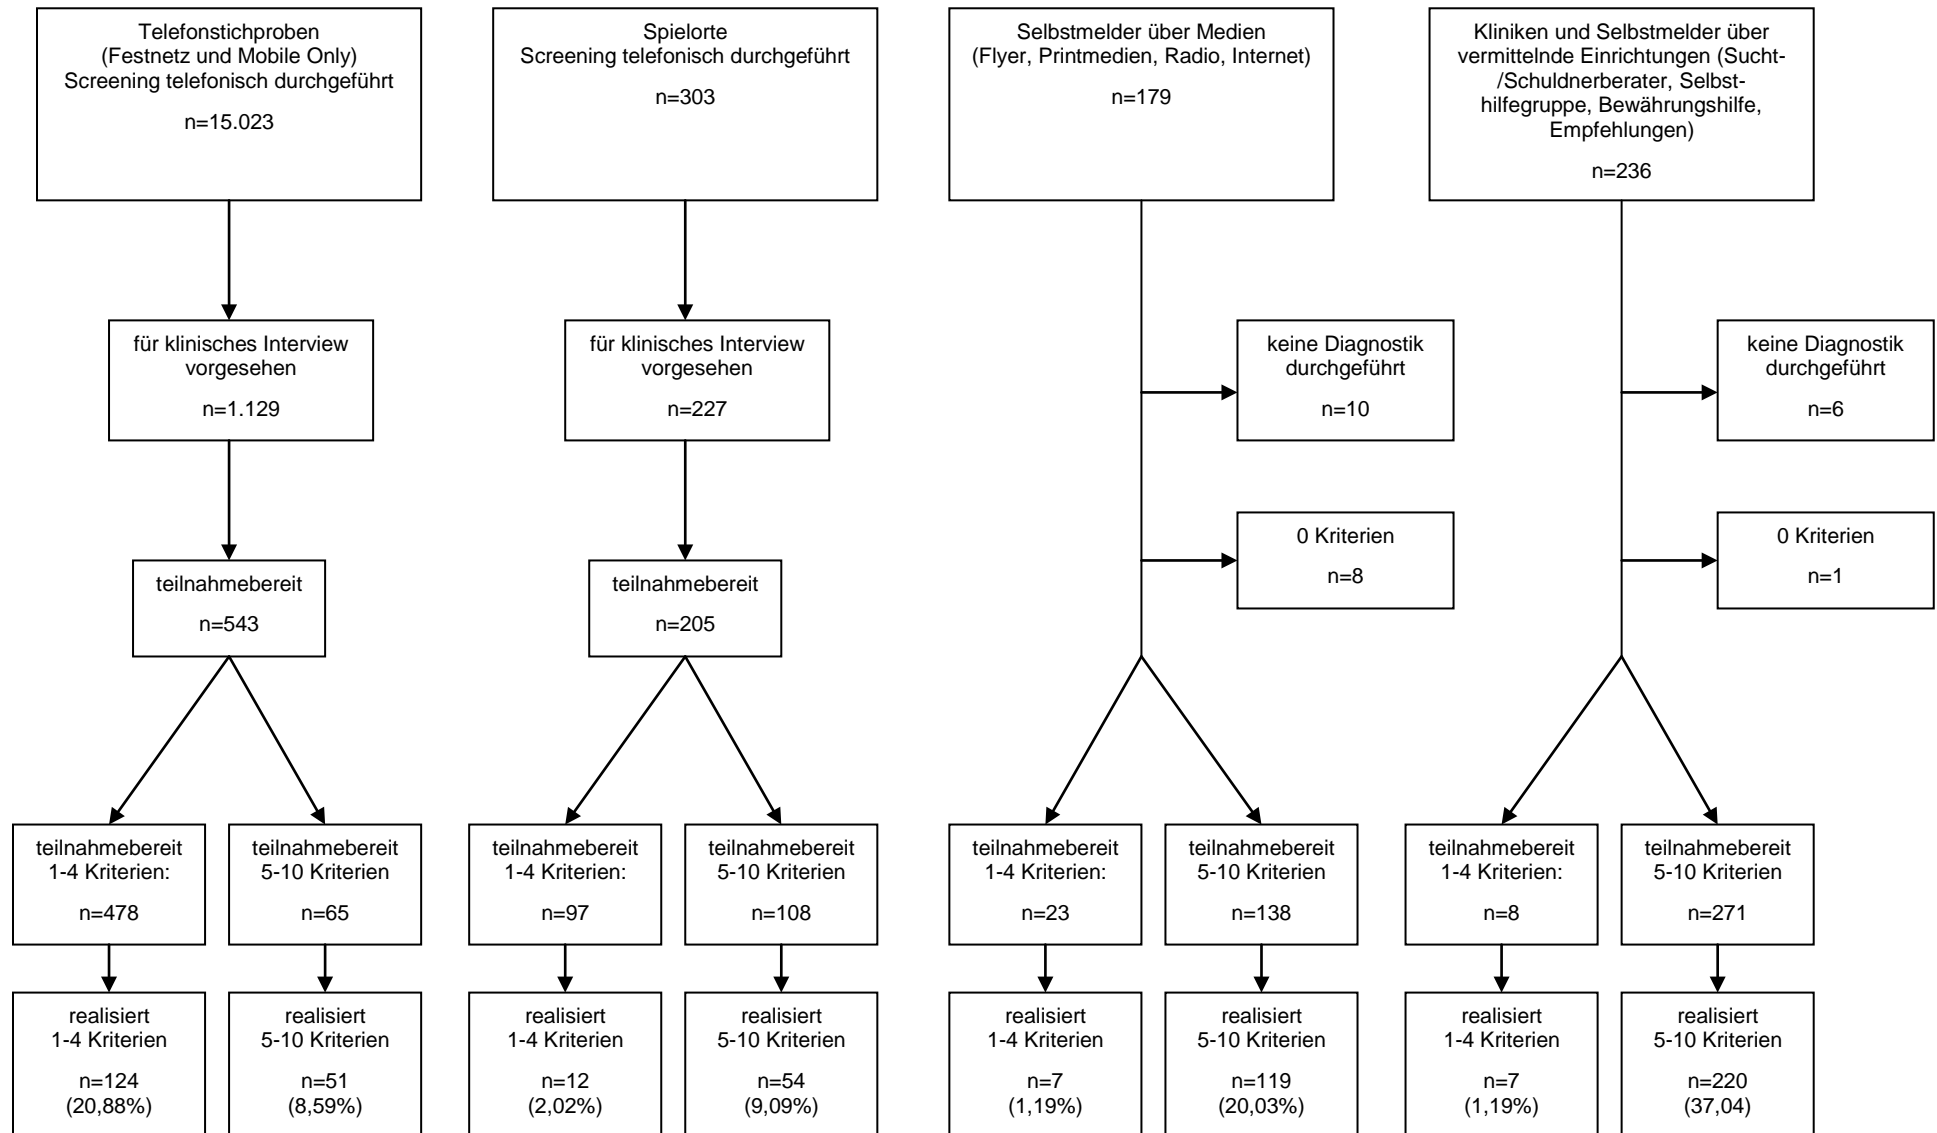 Telefonstichproben
(Festnetz und Mobile Only)
Screening telefonisch durchgeführt
n=15.023
Spielorte
Screening telefonisch durchgeführt
n=303
Selbstmelder über Medien
(Flyer, Printmedien, Radio, Internet)
n=179
Kliniken und Selbstmelder über
vermittelnde Einrichtungen (Sucht-
/Schuldnerberater, Selbst-
hilfegruppe, Bewährungshilfe,
Empfehlungen)
n=236
für klinisches Interview
vorgesehen
n=1.129
für klinisches Interview
vorgesehen
n=227
keine Diagnostik
durchgeführt
n=10
keine Diagnostik
durchgeführt
n=6
teilnahmebereit
n=543
teilnahmebereit
n=205
0 Kriterien
n=8
0 Kriterien
n=1
teilnahmebereit
1-4 Kriterien:
n=478
teilnahmebereit
5-10 Kriterien
n=65
teilnahmebereit
1-4 Kriterien:
n=97
teilnahmebereit
5-10 Kriterien
n=108
teilnahmebereit
1-4 Kriterien:
n=23
teilnahmebereit
5-10 Kriterien
n=138
teilnahmebereit
1-4 Kriterien:
n=8
teilnahmebereit
5-10 Kriterien
n=271
realisiert
1-4 Kriterien
n=124
(20,88%)
realisiert
5-10 Kriterien
n=51
(8,59%)
realisiert
1-4 Kriterien
n=12
(2,02%)
realisiert
5-10 Kriterien
n=54
(9,09%)
realisiert
1-4 Kriterien
n=7
(1,19%)
realisiert
5-10 Kriterien
n=119
(20,03%)
realisiert
1-4 Kriterien
n=7
(1,19%)
realisiert
5-10 Kriterien
n=220
(37,04)